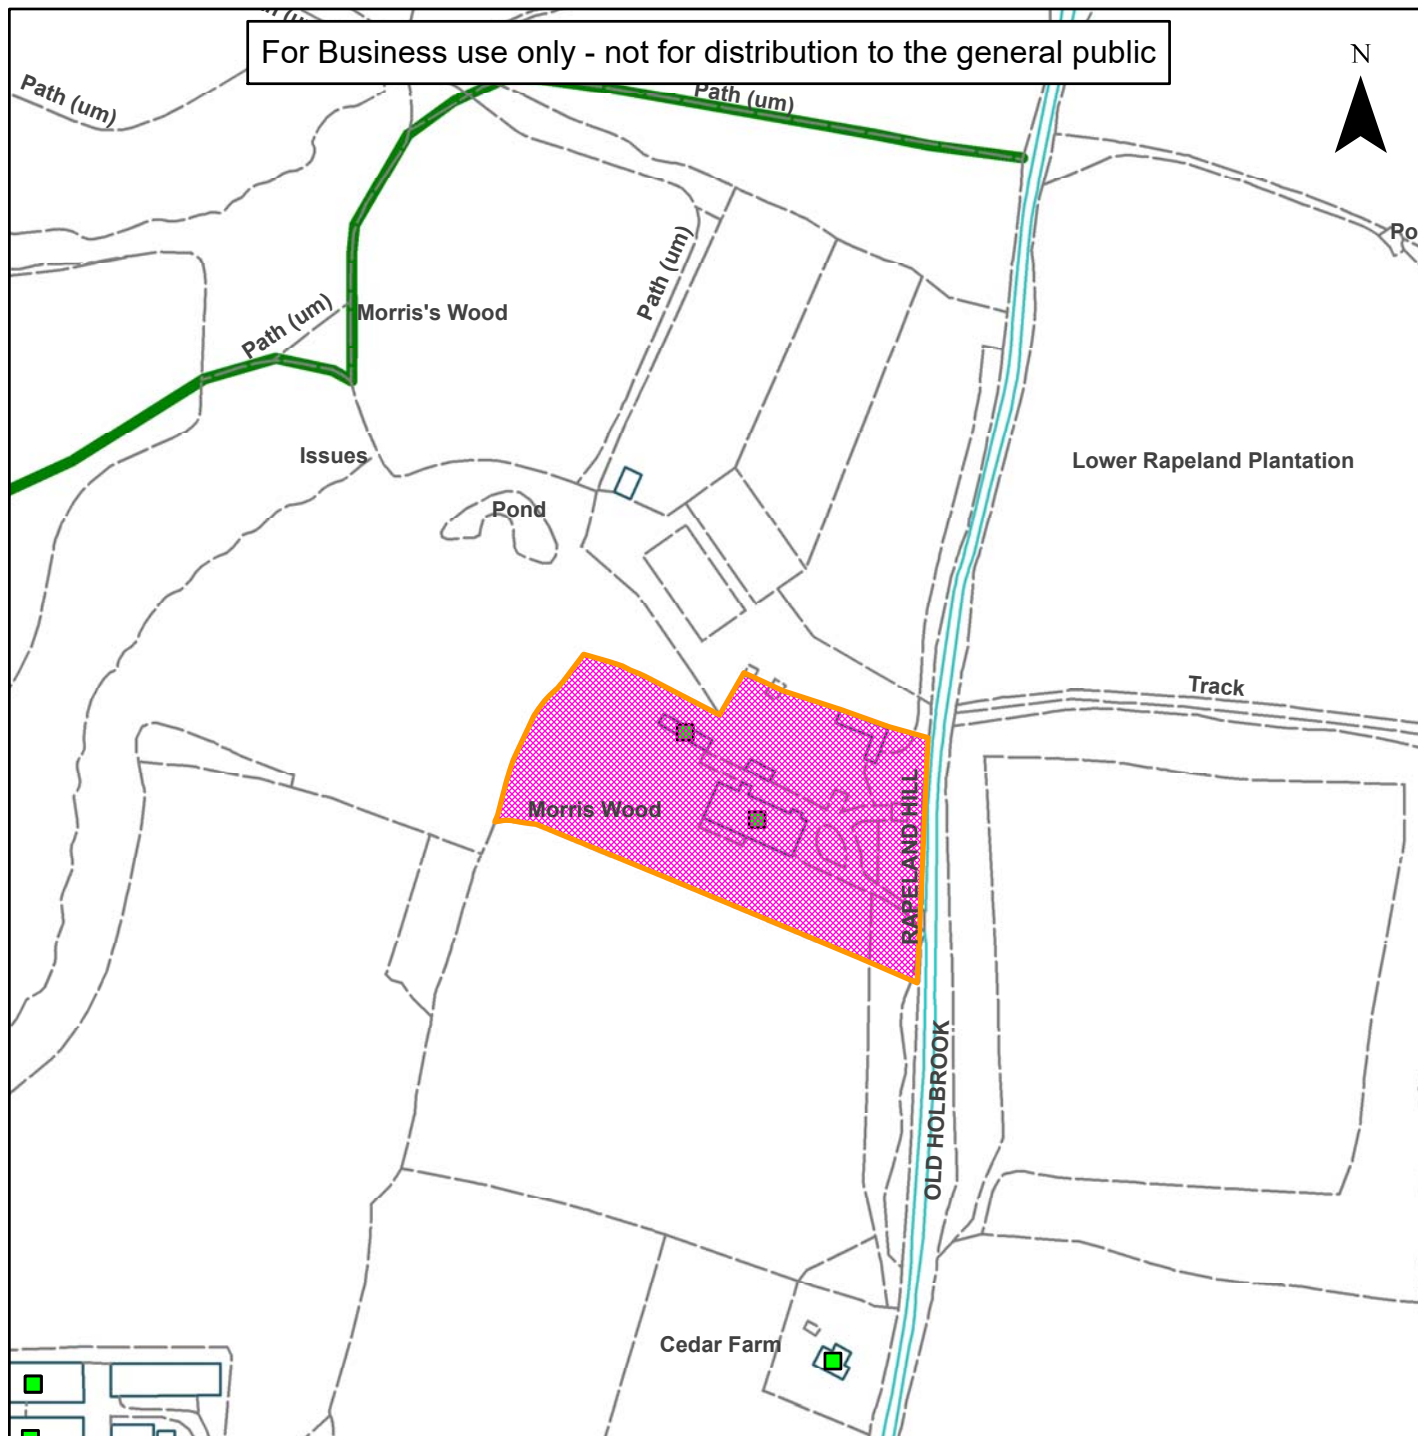 For Business use only - not for distribution to the general public
N
Path (um)
Path (um)
Po
Path (um)
Path (um)
Morris's Wood
Issues
Lower Rapeland Plantation
Pond
Track
Morris Wood
RAPELAND HILL
OLD HOLBROOK
Cedar Farm